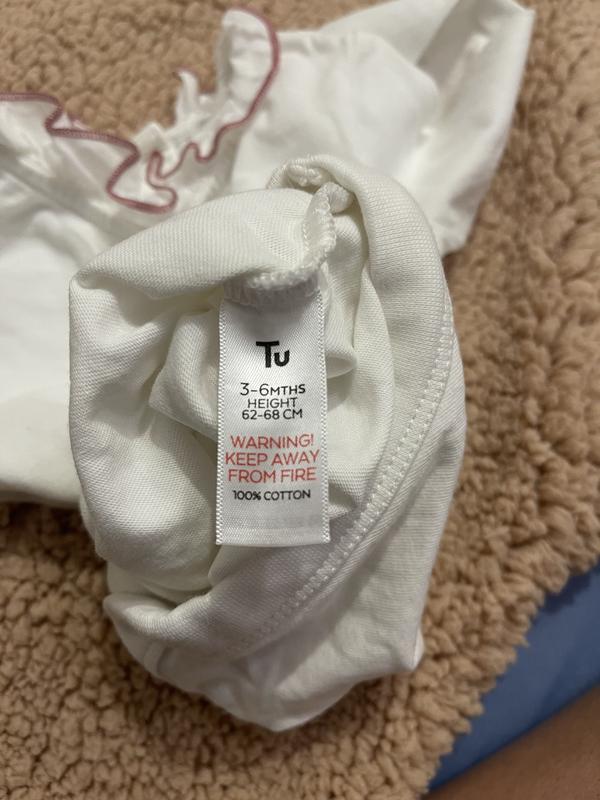 Tu
3-6MTHS
HEIGHT
62-68 CM
WARNING!
KEEP AWAY
FROM FIRE
100% COTTON